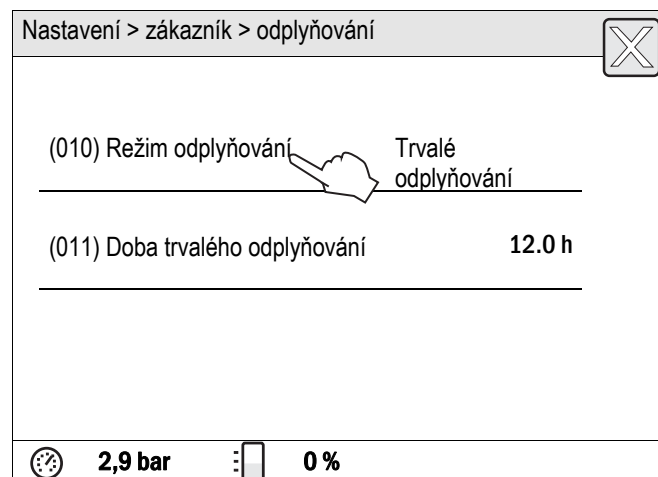 Nastavení > zákazník > odplyňování
(010) Režim odplyňování
Trvalé
odplyňování
(011) Doba trvalého odplyňování 12.0 h
2,9 bar 0 %